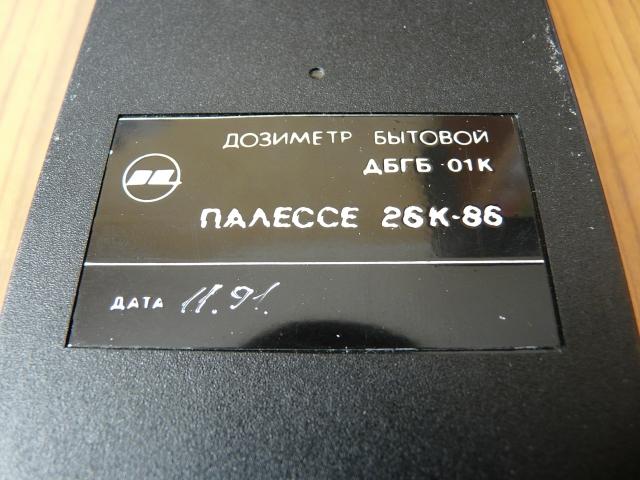 ДОЗИМЕТР БЫТОВОЙ
ДБГБ 01К
ПАЛЕССЕ 26К-86
ДАТА 11.91.